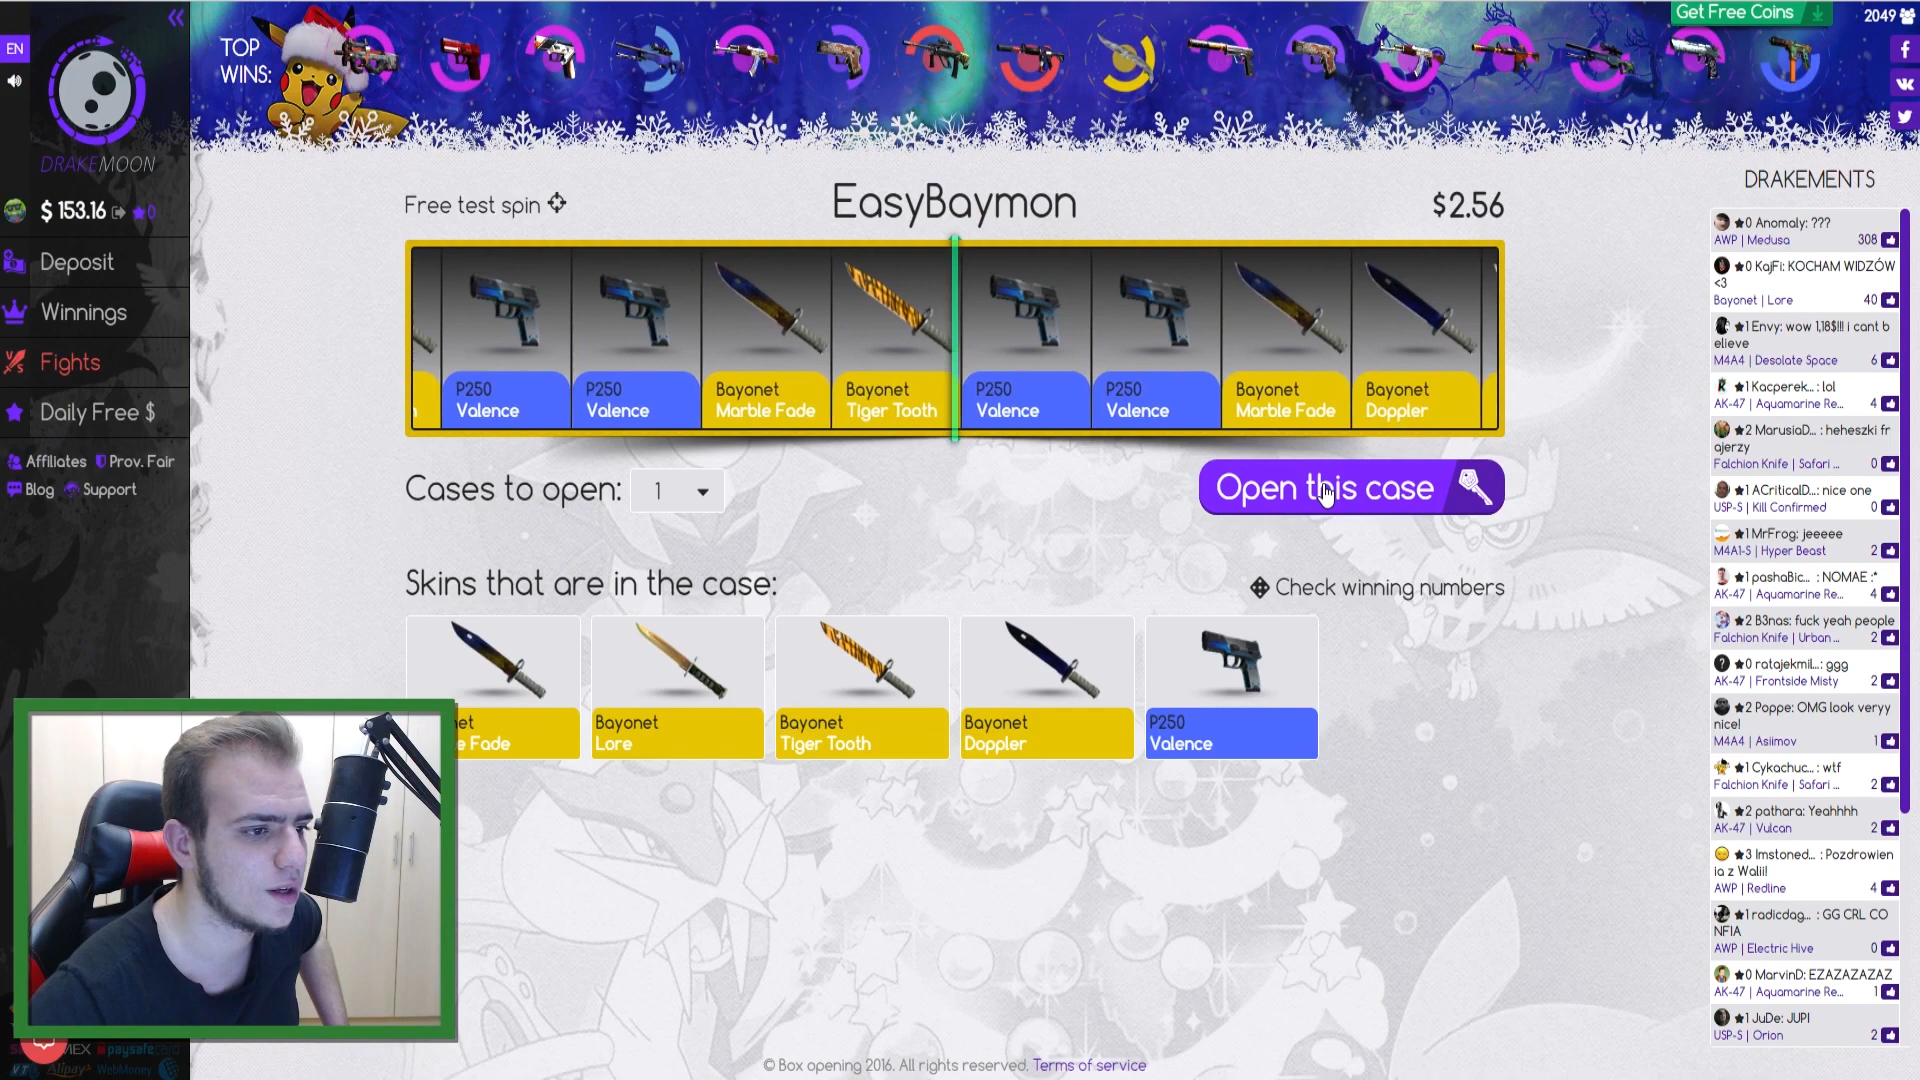 EN
TOP
WINS:
Get Free Coins
2049
DRAKEMOON
$ 153.16
0
Deposit
Winnings
Fights
Daily Free $
Affiliates
Prov. Fair
Blog
Support
Free test spin
EasyBaymon
$2.56
P250
Valence
P250
Valence
Bayonet
Marble Fade
Bayonet
Tiger Tooth
P250
Valence
P250
Valence
Bayonet
Marble Fade
Bayonet
Doppler
Cases to open:
1
Open this case
Skins that are in the case:
Check winning numbers
net
e Fade
Bayonet
Lore
Bayonet
Tiger Tooth
Bayonet
Doppler
P250
Valence
DRAKEMENTS
★0 Anomaly: ???
AWP | Medusa 308
★0 KajFi: KOCHAM WIDZÓW
<3
Bayonet | Lore 40
★1 Envy: wow 1,18$!!! i cant b
elieve
M4A4 | Desolate Space 6
★1 Kacperek... : lol
AK-47 | Aquamarine Re... 4
★2 MarusiaD... : heheszki fr
ajerzy
Falchion Knife | Safari ... 0
★1 ACriticalD...: nice one
USP-S | Kill Confirmed 0
★1 MrFrog: jeeeee
M4A1-S | Hyper Beast 2
★1 pashaBic... : NOMAE :*
AK-47 | Aquamarine Re... 4
★2 B3nas: fuck yeah people
Falchion Knife | Urban ... 2
★0 ratajekmil...: ggg
AK-47 | Frontside Misty 2
★2 Poppe: OMG look veryy
nice!
M4A4 | Asiimov 1
★1 Cykachuc... : wtf
Falchion Knife | Safari ... 2
★2 pathara: Yeahhhh
AK-47 | Vulcan 2
★3 Imstoned... : Pozdrowien
ia z Walii!
AWP | Redline 4
★1 radicdag... : GG CRL CO
NFIA
AWP | Electric Hive 0
★0 MarvinD: EZAZAZAZAZ
AK-47 | Aquamarine Re... 1
★1 JuDe: JUPI
USP-S | Orion 2
MEX paysafecard
VT Alipay WebMoney
© Box opening 2016. All rights reserved. Terms of service